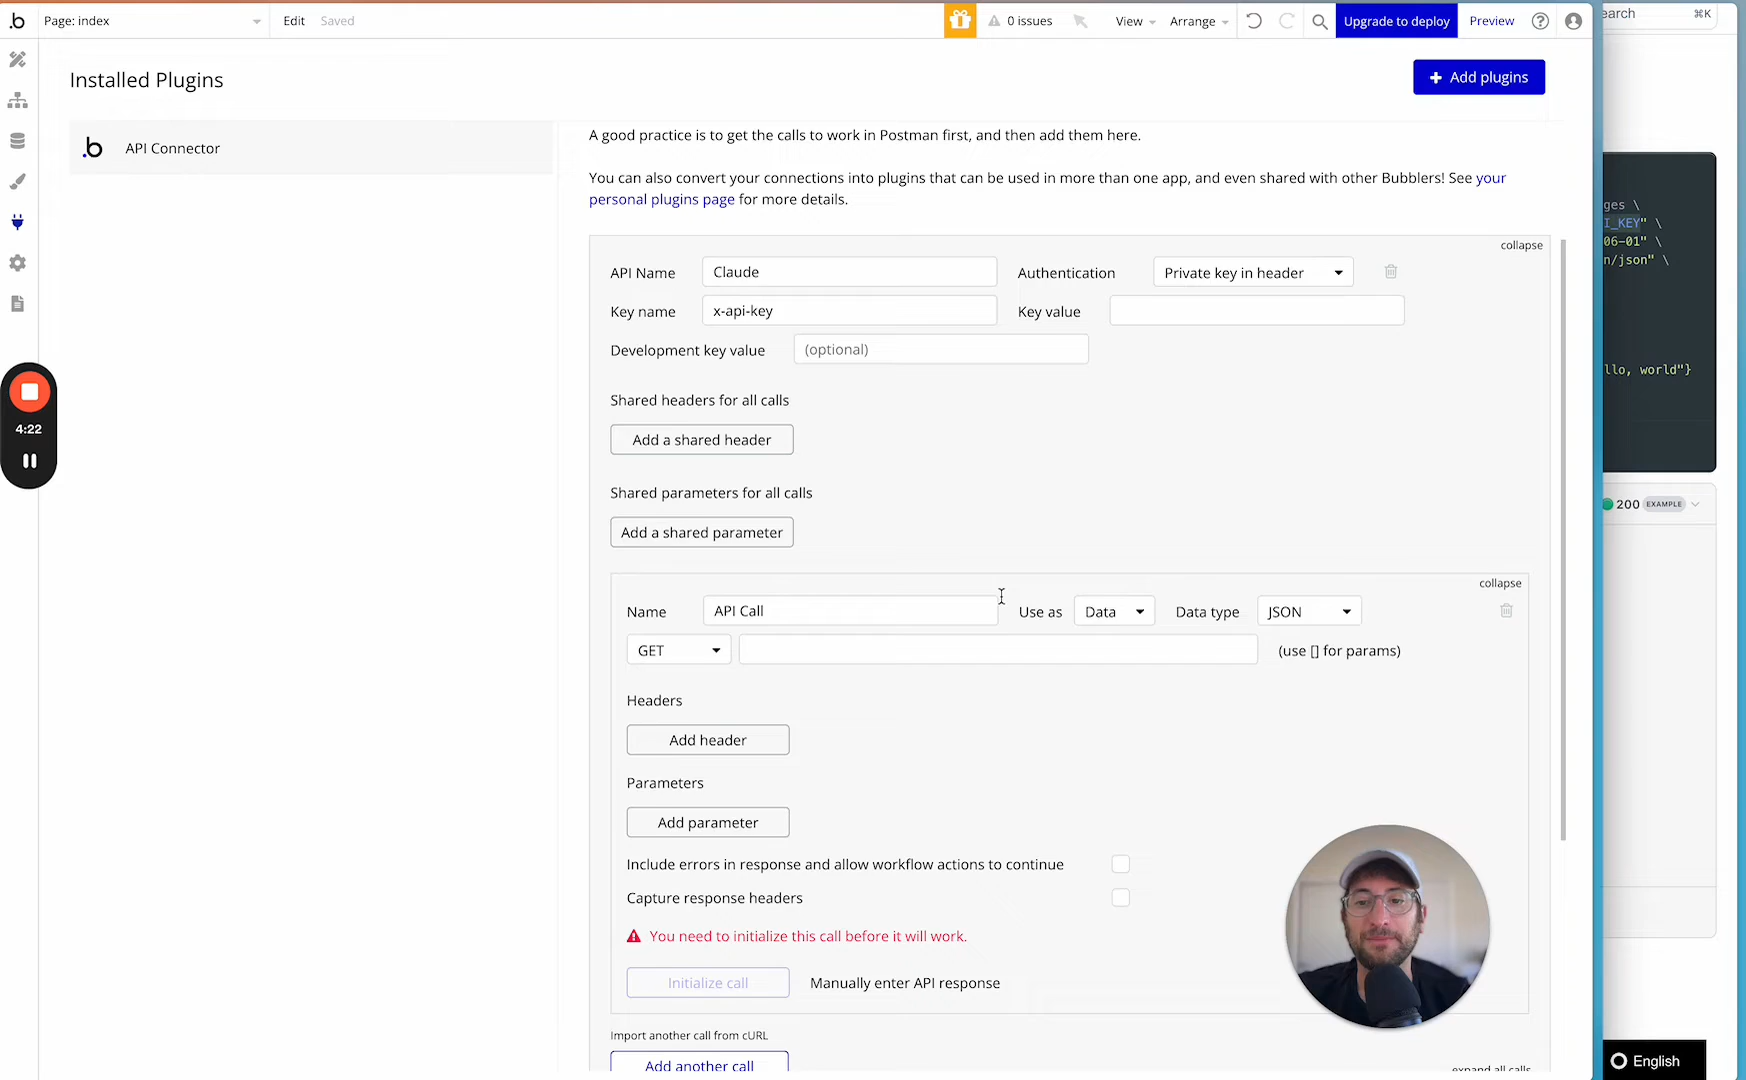 Page: index
Edit
Saved
0 issues
View
Arrange
Upgrade to deploy
Preview
earch
⌘K
Installed Plugins
+ Add plugins
API Connector
A good practice is to get the calls to work in Postman first, and then add them here.
You can also convert your connections into plugins that can be used in more than one app, and even shared with other Bubblers! See your
personal plugins page for more details.
collapse
API Name
Claude
Authentication
Private key in header
Key name
x-api-key
Key value
Development key value
(optional)
Shared headers for all calls
Add a shared header
Shared parameters for all calls
Add a shared parameter
collapse
Name
API Call
Use as
Data
Data type
JSON
GET
(use [] for params)
Headers
Add header
Parameters
Add parameter
Include errors in response and allow workflow actions to continue
Capture response headers
You need to initialize this call before it will work.
Initialize call
Manually enter API response
Import another call from cURL
Add another call
expand all calls
4:22
ges \
I_KEY" \
06-01" \
n/json" \
llo, world"}
200 EXAMPLE
English